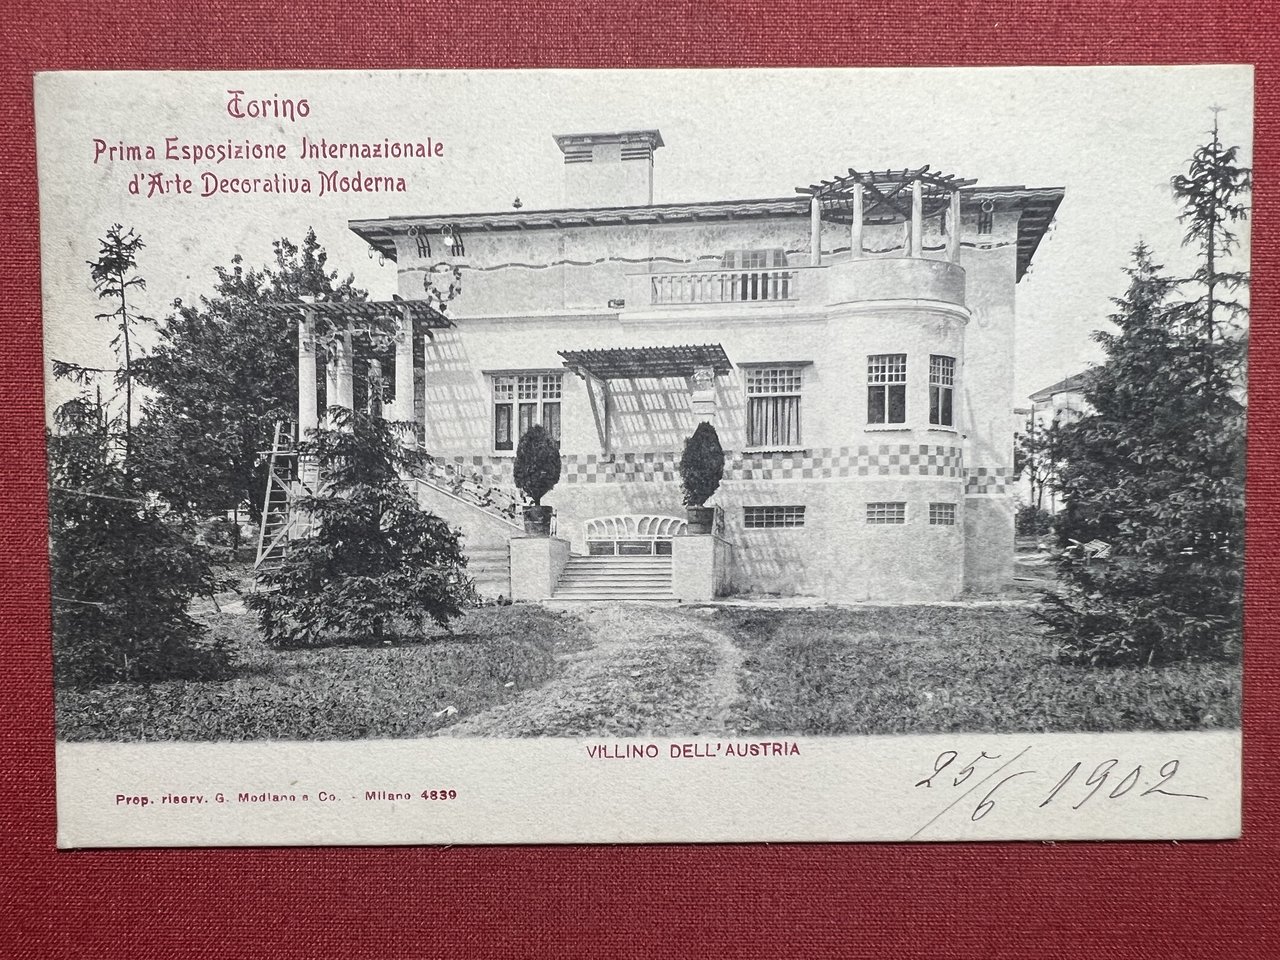 Torino
Prima Esposizione Internazionale
d'Arte Decorativa Moderna
VILLINO DELL'AUSTRIA
Prop. riserv. G. Modiano e Co. - Milano 4839
25/6 1902